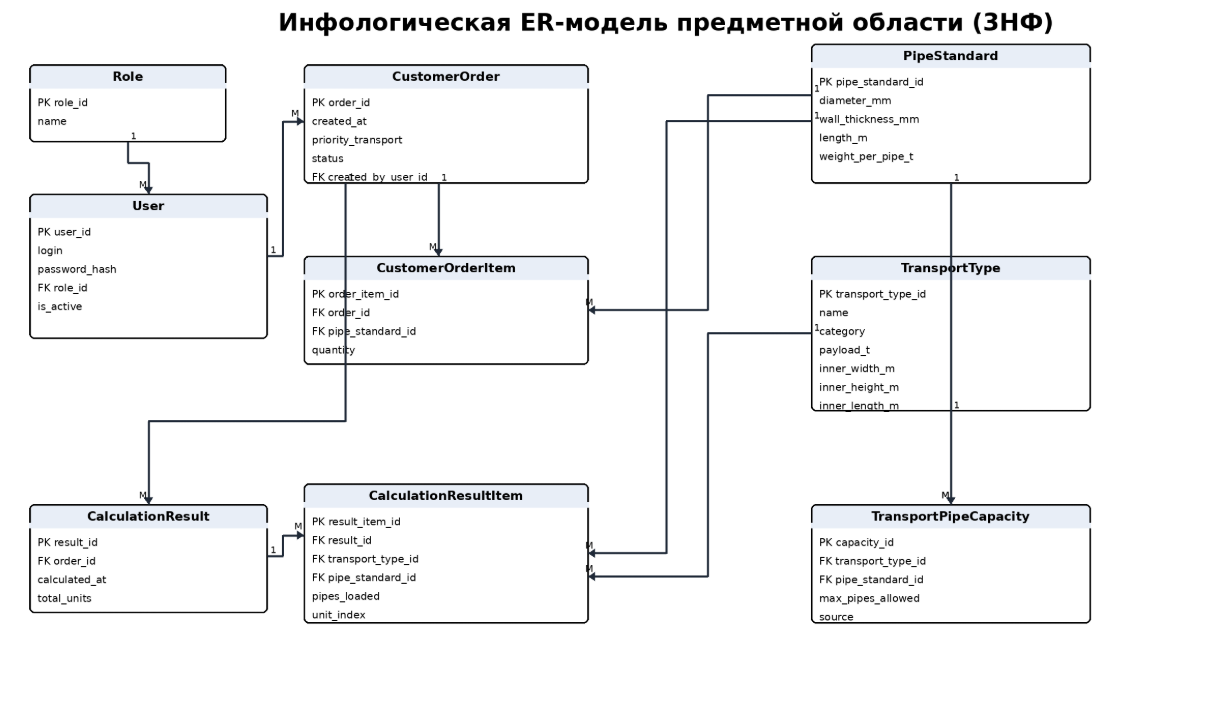 Инфологическая ER-модель предметной области (3НФ)
Role
PK role_id
name
1
M
User
PK user_id
login
password_hash
FK role_id
is_active
1
M
CustomerOrder
PK order_id
created_at
priority_transport
status
FK created_by_user_id
1
1
M
CustomerOrderItem
PK order_item_id
FK order_id
FK pipe_standard_id
quantity
M
PipeStandard
PK pipe_standard_id
1
diameter_mm
1
wall_thickness_mm
length_m
weight_per_pipe_t
1
TransportType
PK transport_type_id
name
1
category
payload_t
inner_width_m
inner_height_m
inner_length_m
1
M
CalculationResult
PK result_id
FK order_id
calculated_at
total_units
1
M
CalculationResultItem
PK result_item_id
FK result_id
FK transport_type_id
FK pipe_standard_id
pipes_loaded
unit_index
M
M
M
TransportPipeCapacity
PK capacity_id
FK transport_type_id
FK pipe_standard_id
max_pipes_allowed
source